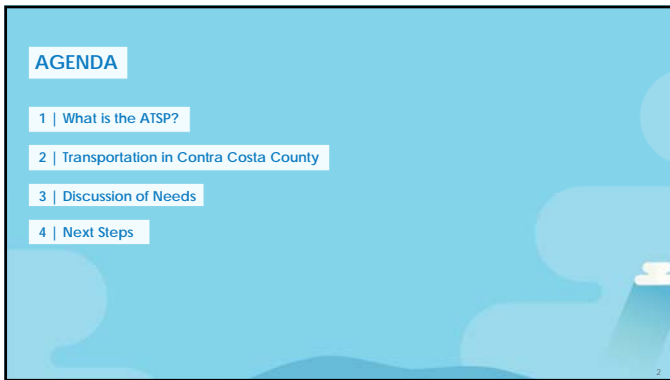 AGENDA
1 | What is the ATSP?
2 | Transportation in Contra Costa County
3 | Discussion of Needs
4 | Next Steps
2